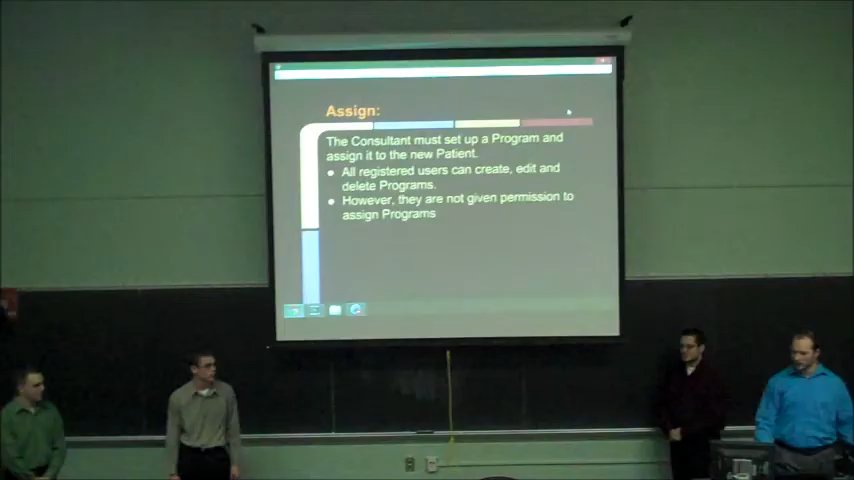 Assign:
The Consultant must set up a Program and
assign it to the new Patient.
● All registered users can create, edit and
delete Programs.
● However, they are not given permission to
assign Programs